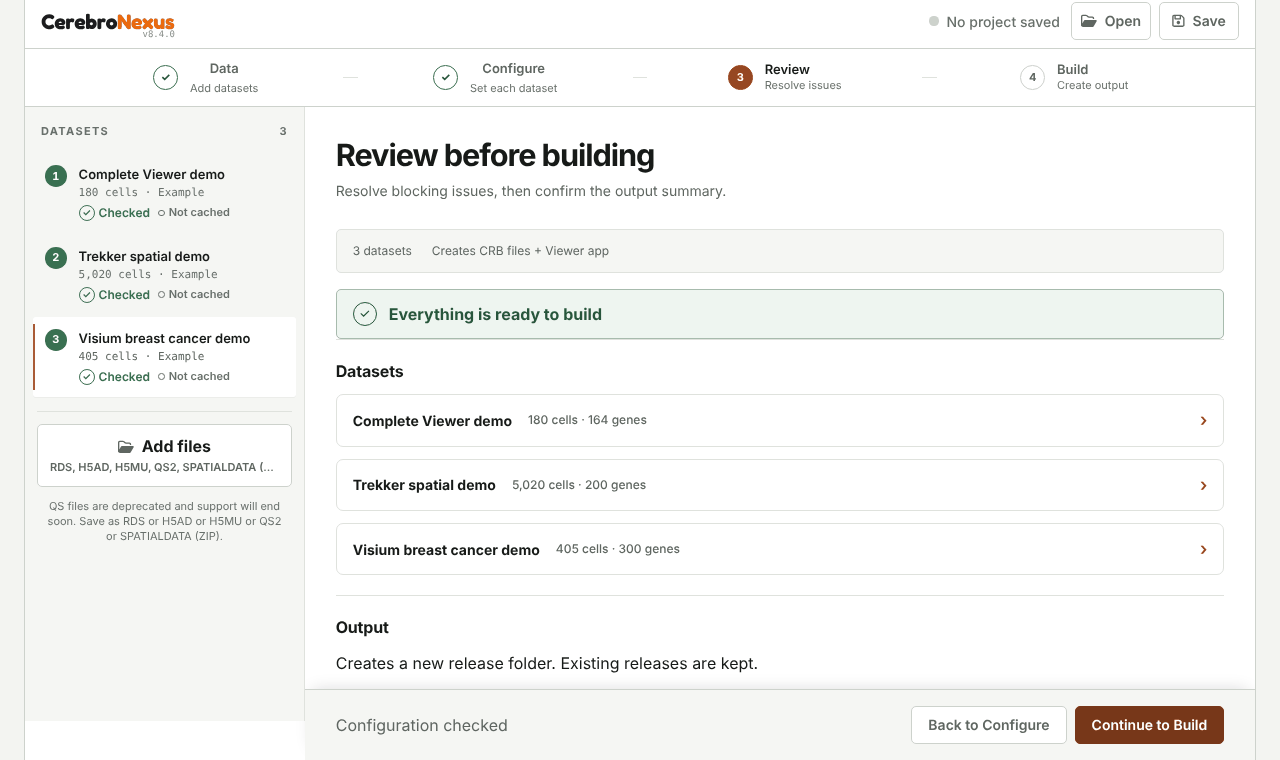 CerebroNexus
v8.4.0
No project saved
Open
Save
Data
Add datasets
Configure
Set each dataset
3
Review
Resolve issues
4
Build
Create output
DATASETS
3
1
Complete Viewer demo
180 cells · Example
Checked
Not cached
2
Trekker spatial demo
5,020 cells · Example
Checked
Not cached
3
Visium breast cancer demo
405 cells · Example
Checked
Not cached
Add files
RDS, H5AD, H5MU, QS2, SPATIALDATA (...
QS files are deprecated and support will end
soon. Save as RDS or H5AD or H5MU or QS2
or SPATIALDATA (ZIP).
Review before building
Resolve blocking issues, then confirm the output summary.
3 datasets
Creates CRB files + Viewer app
Everything is ready to build
Datasets
Complete Viewer demo
180 cells · 164 genes
Trekker spatial demo
5,020 cells · 200 genes
Visium breast cancer demo
405 cells · 300 genes
Output
Creates a new release folder. Existing releases are kept.
Configuration checked
Back to Configure
Continue to Build